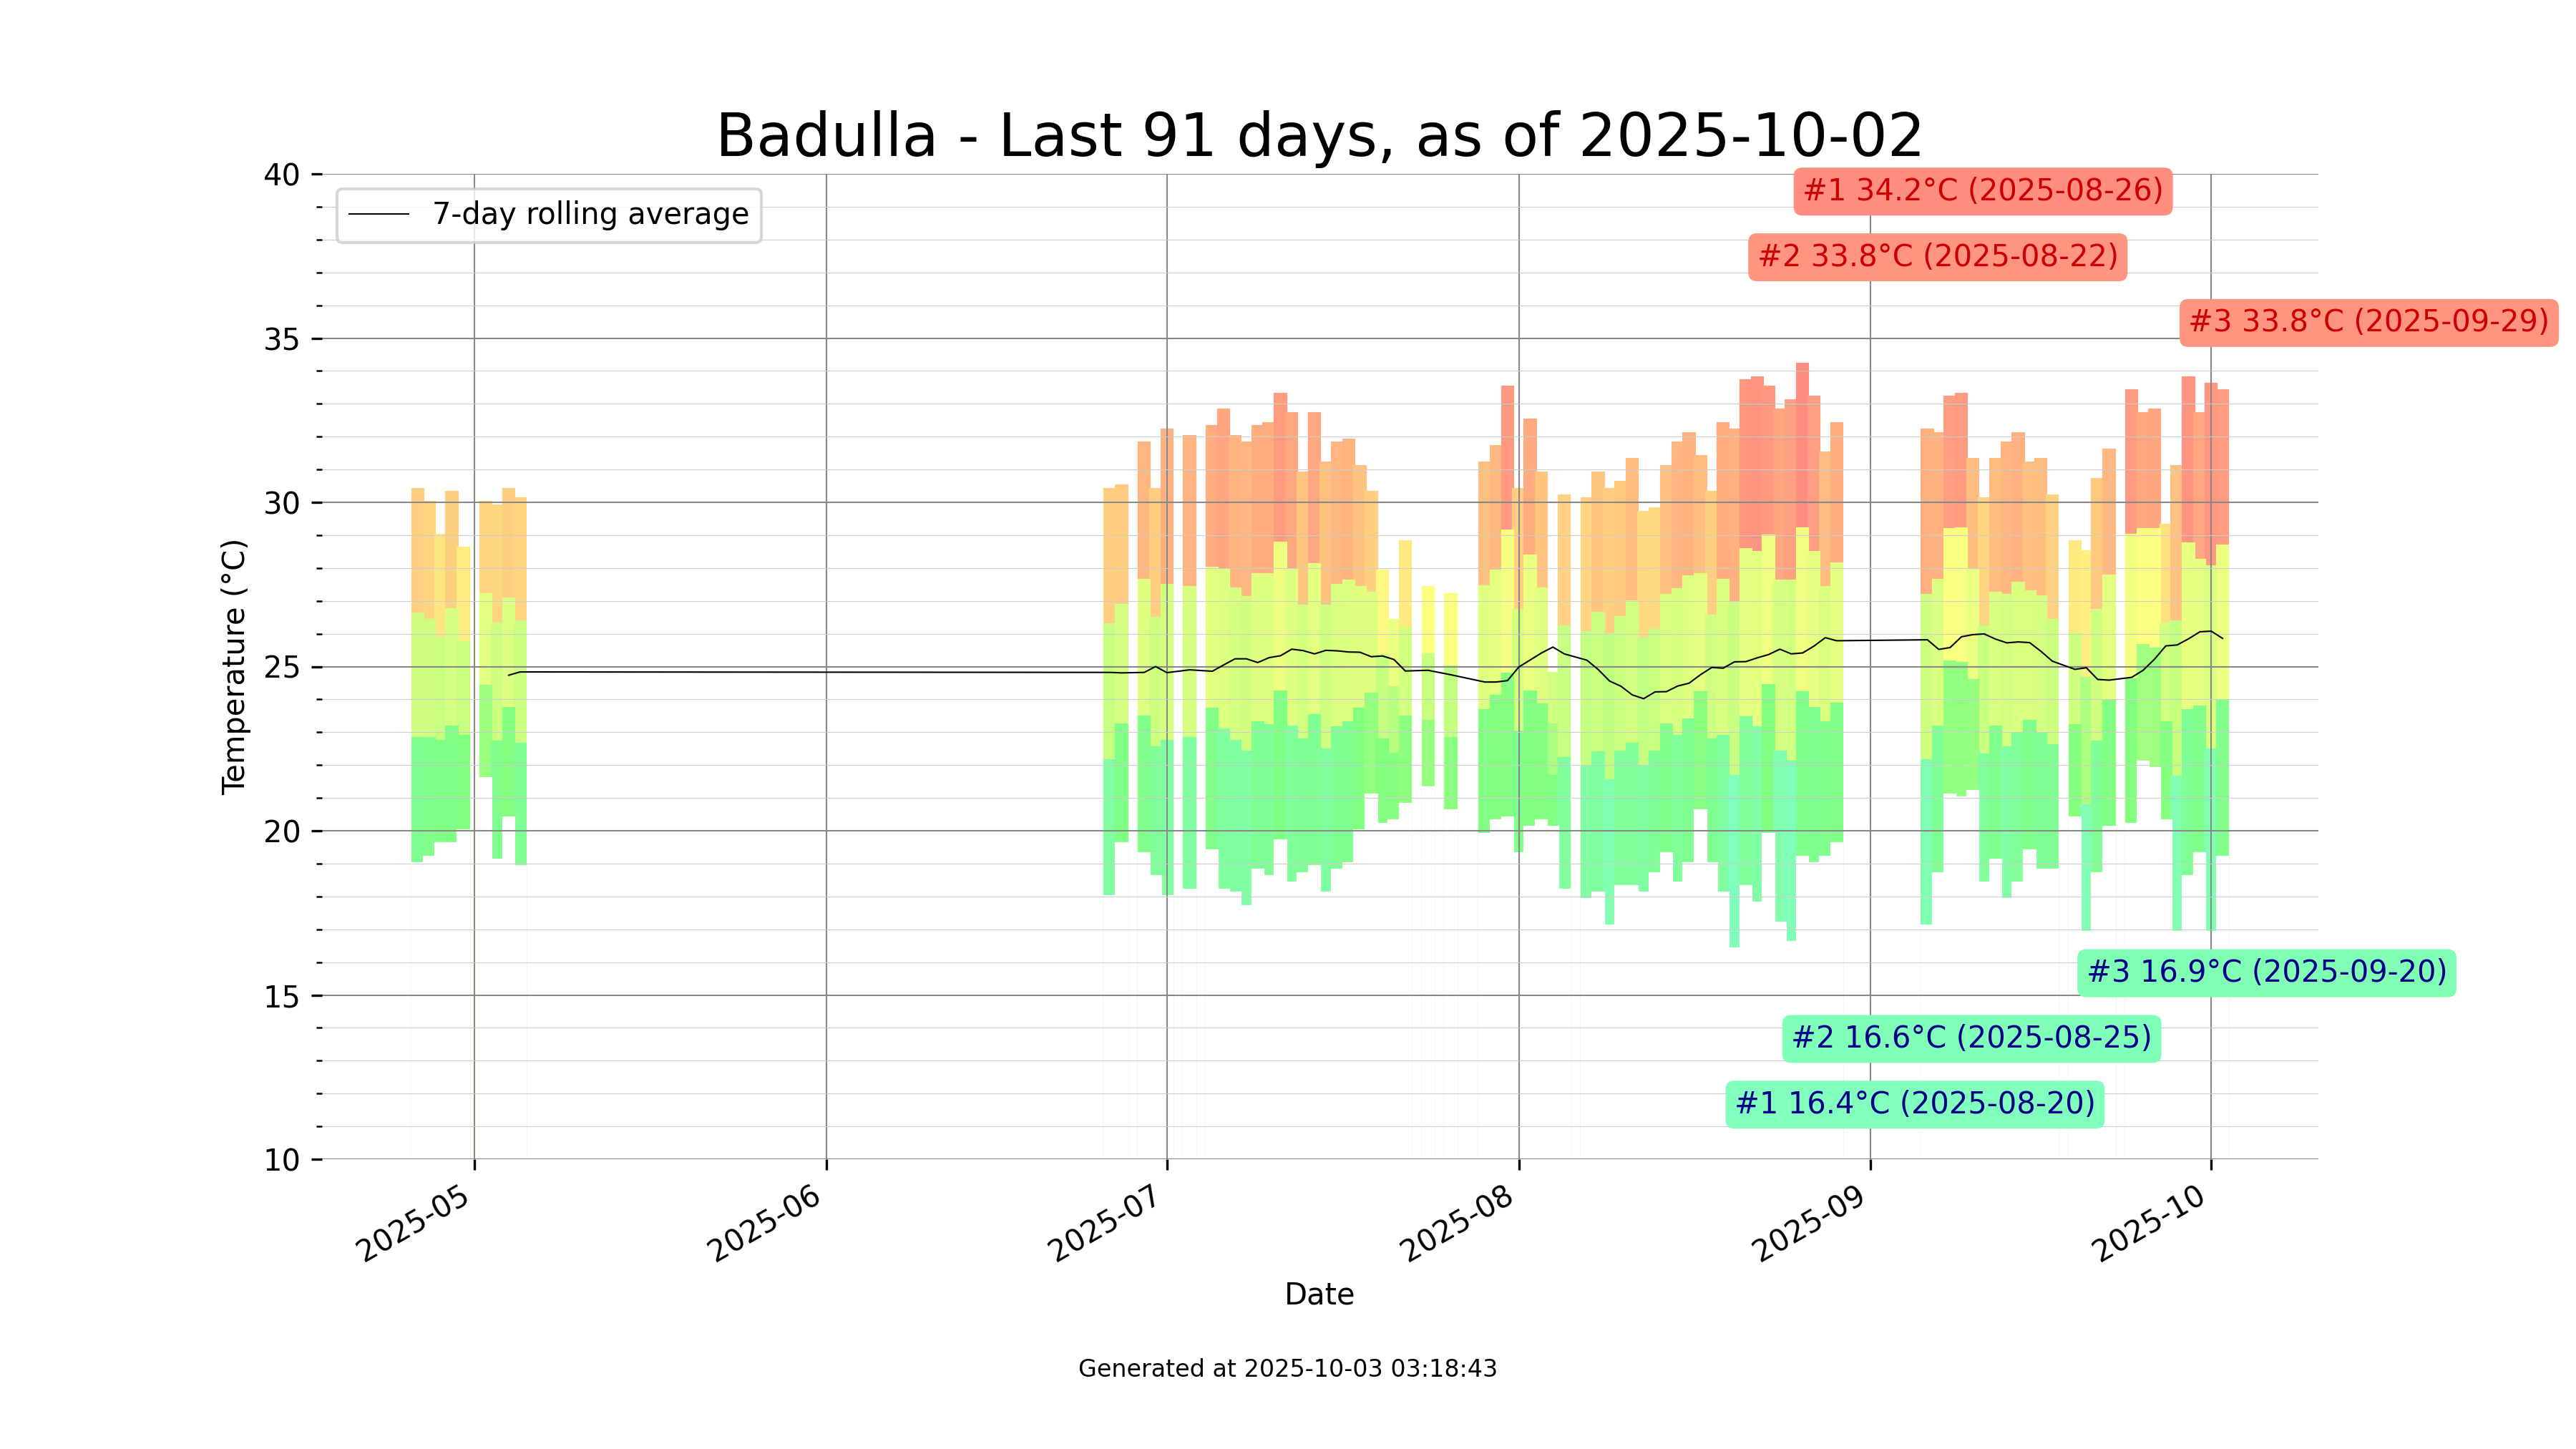 Badulla - Last 91 days, as of 2025-10-02
40
35
30
25
20
15
10
Temperature (°C)
7-day rolling average
#1 34.2°C (2025-08-26)
#2 33.8°C (2025-08-22)
#3 33.8°C (2025-09-29)
#3 16.9°C (2025-09-20)
#2 16.6°C (2025-08-25)
#1 16.4°C (2025-08-20)
2025-05
2025-06
2025-07
2025-08
2025-09
2025-10
Date
Generated at 2025-10-03 03:18:43